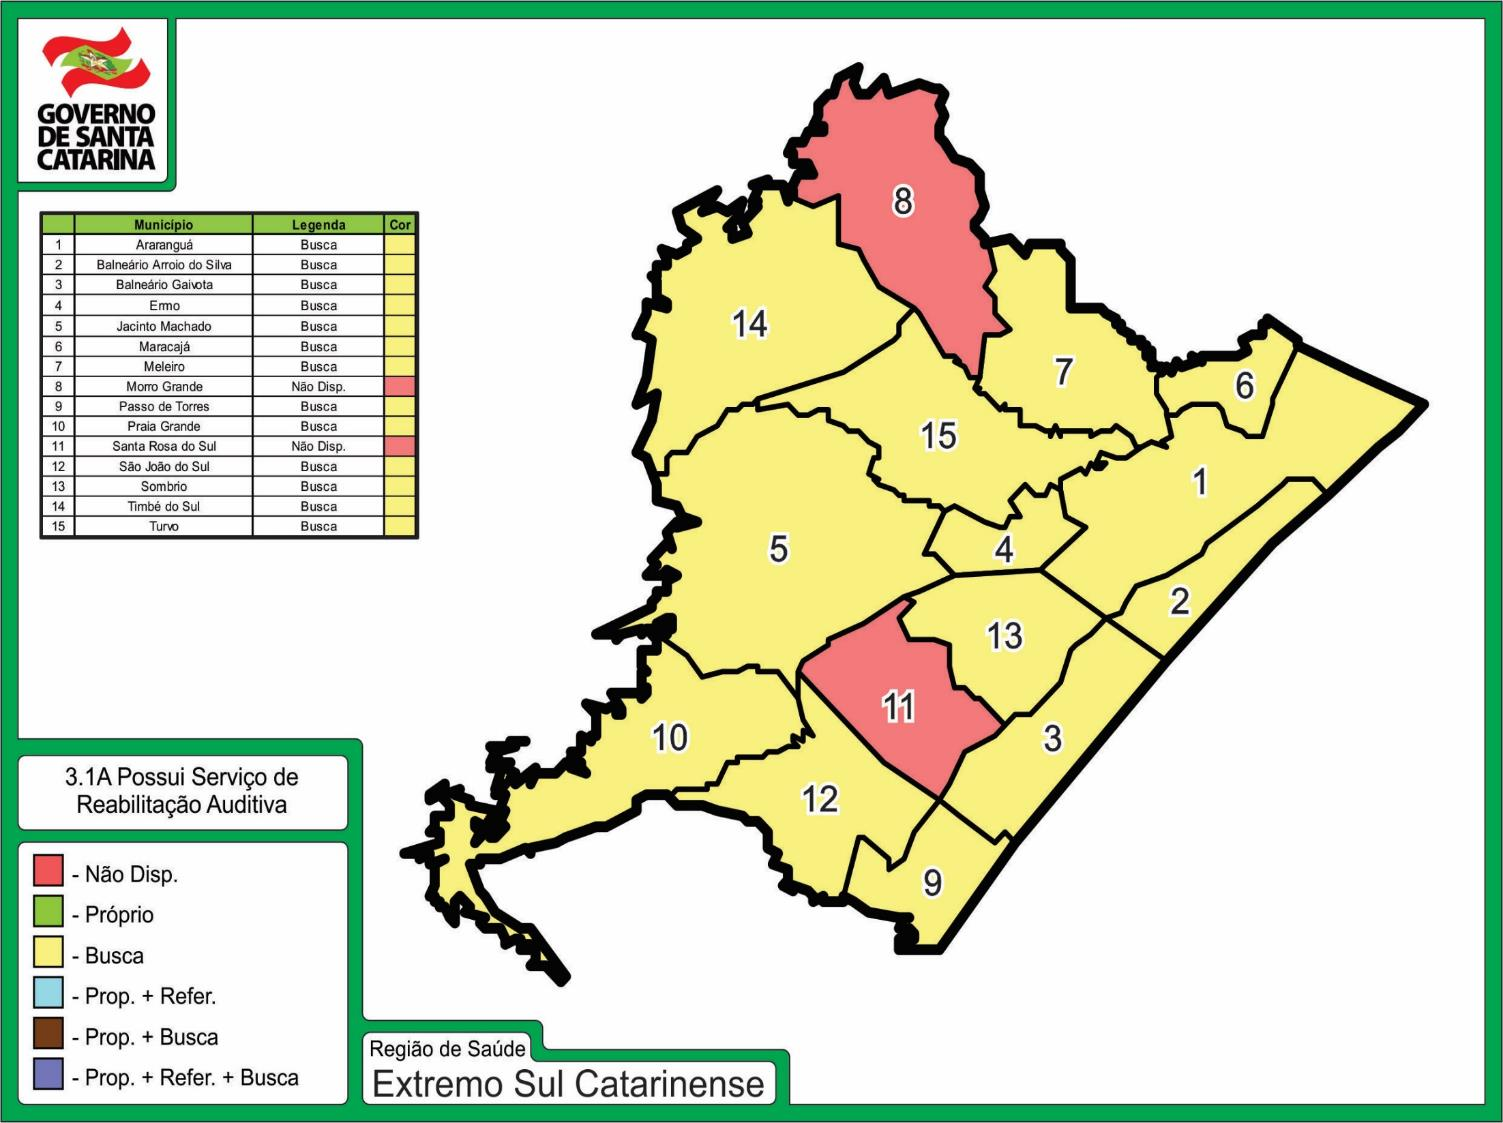 GOVERNO
DE SANTA
CATARINA
Município Legenda Cor
1 Araranguá Busca
2 Balneário Arroio do Silva Busca
3 Balneário Gaivota Busca
4 Ermo Busca
5 Jacinto Machado Busca
6 Maracajá Busca
7 Meleiro Busca
8 Morro Grande Não Disp.
9 Passo de Torres Busca
10 Praia Grande Busca
11 Santa Rosa do Sul Não Disp.
12 São João do Sul Busca
13 Sombrio Busca
14 Timbé do Sul Busca
15 Turvo Busca
8
14
7
6
15
1
5
4
2
13
11
10
3
12
9
3.1A Possui Serviço de
Reabilitação Auditiva
- Não Disp.
- Próprio
- Busca
- Prop. + Refer.
- Prop. + Busca
- Prop. + Refer. + Busca
Região de Saúde
Extremo Sul Catarinense